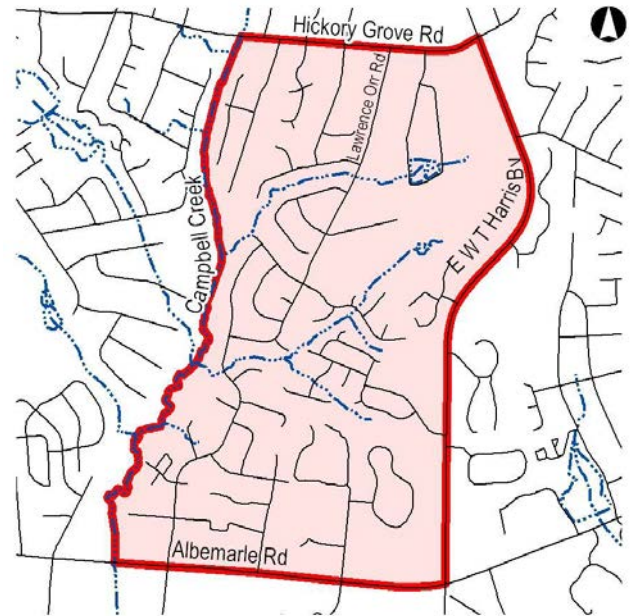 Hickory Grove Rd
Lawrence Orr Rd
Campbell Creek
E W T Harris Bv
Albemarle Rd